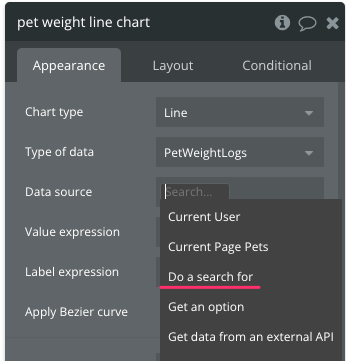 pet weight line chart
Appearance Layout Conditional
Chart type Line
Type of data PetWeightLogs
Data source Search...
Current User
Value expression
Current Page Pets
Label expression
Do a search for
Get an option
Apply Bezier curve
Get data from an external API